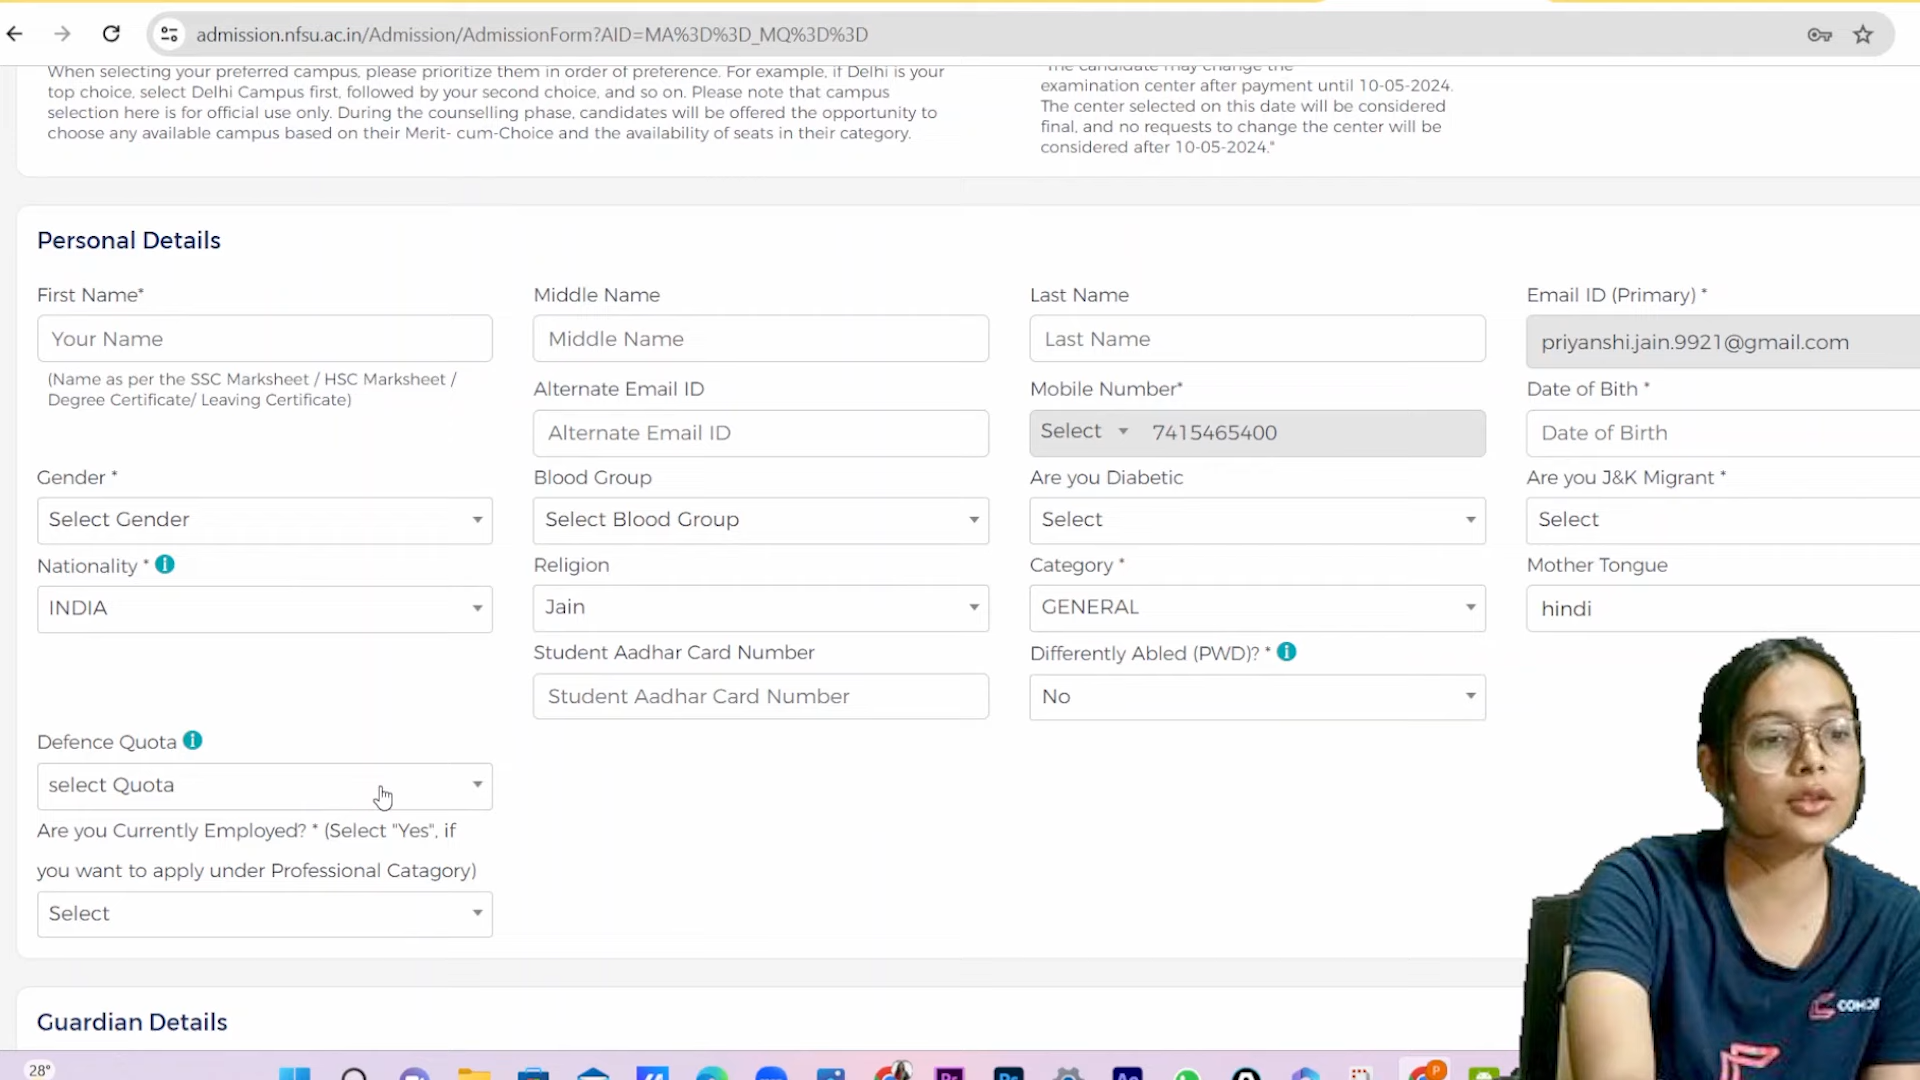 admission.nfsu.ac.in/Admission/AdmissionForm?AID=MA%3D%3D_MQ%3D%3D
When selecting your preferred campus, please prioritize them in order of preference. For example, if Delhi is your
top choice, select Delhi Campus first, followed by your second choice, and so on. Please note that campus
selection here is for official use only. During the counselling phase, candidates will be offered the opportunity to
choose any available campus based on their Merit- cum-Choice and the availability of seats in their category.
"The candidate may change the
examination center after payment until 10-05-2024.
The center selected on this date will be considered
final, and no requests to change the center will be
considered after 10-05-2024."
Personal Details
First Name*
Middle Name
Last Name
Email ID (Primary) *
Your Name
Middle Name
Last Name
priyanshi.jain.9921@gmail.com
(Name as per the SSC Marksheet / HSC Marksheet /
Degree Certificate/ Leaving Certificate)
Alternate Email ID
Mobile Number*
Date of Bith *
Alternate Email ID
Select
7415465400
Date of Birth
Gender *
Blood Group
Are you Diabetic
Are you J&K Migrant *
Select Gender
Select Blood Group
Select
Select
Nationality *
Religion
Category *
Mother Tongue
INDIA
Jain
GENERAL
hindi
Student Aadhar Card Number
Differently Abled (PWD)? *
Student Aadhar Card Number
No
Defence Quota
select Quota
Are you Currently Employed? * (Select "Yes", if
you want to apply under Professional Catagory)
Select
Guardian Details
28°